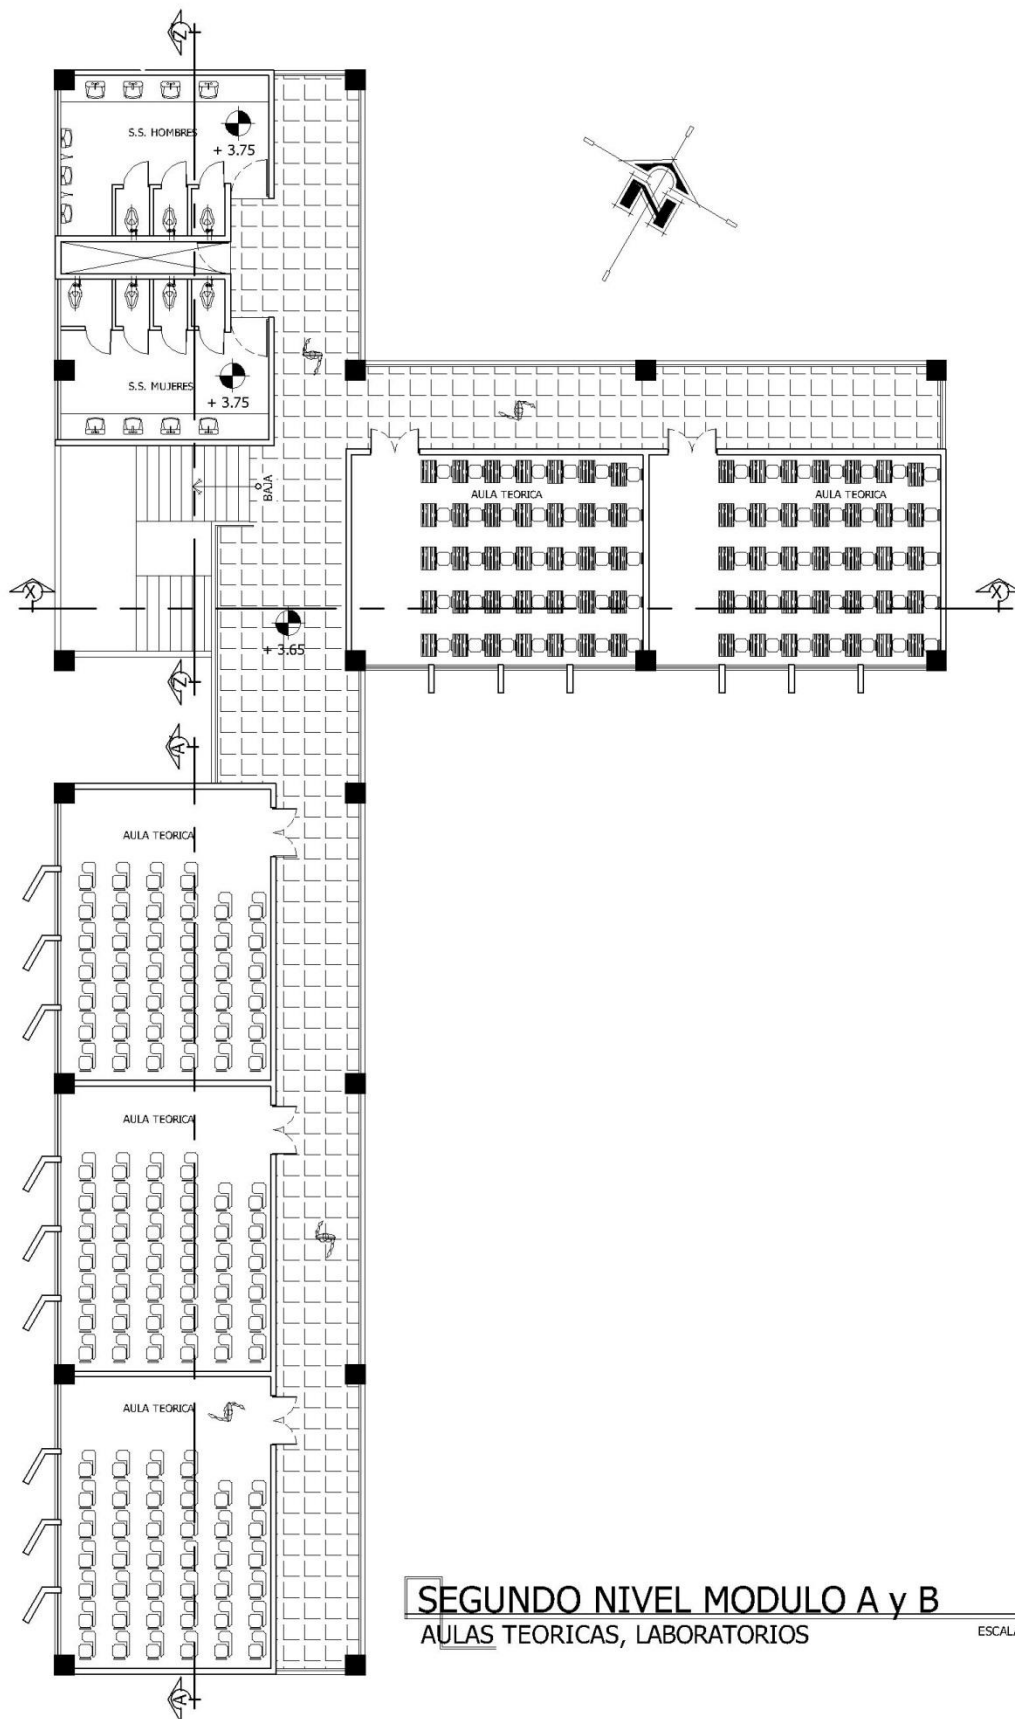 Z
S.S. HOMBRES
+ 3.75
N
S.S. MUJERES
+ 3.75
BAJA
AULA TEORICA
AULA TEORICA
X
X
+ 3.65
Z
A
AULA TEORICA
AULA TEORICA
AULA TEORICA
SEGUNDO NIVEL MODULO A y B
AULAS TEORICAS, LABORATORIOS
ESCALA
A